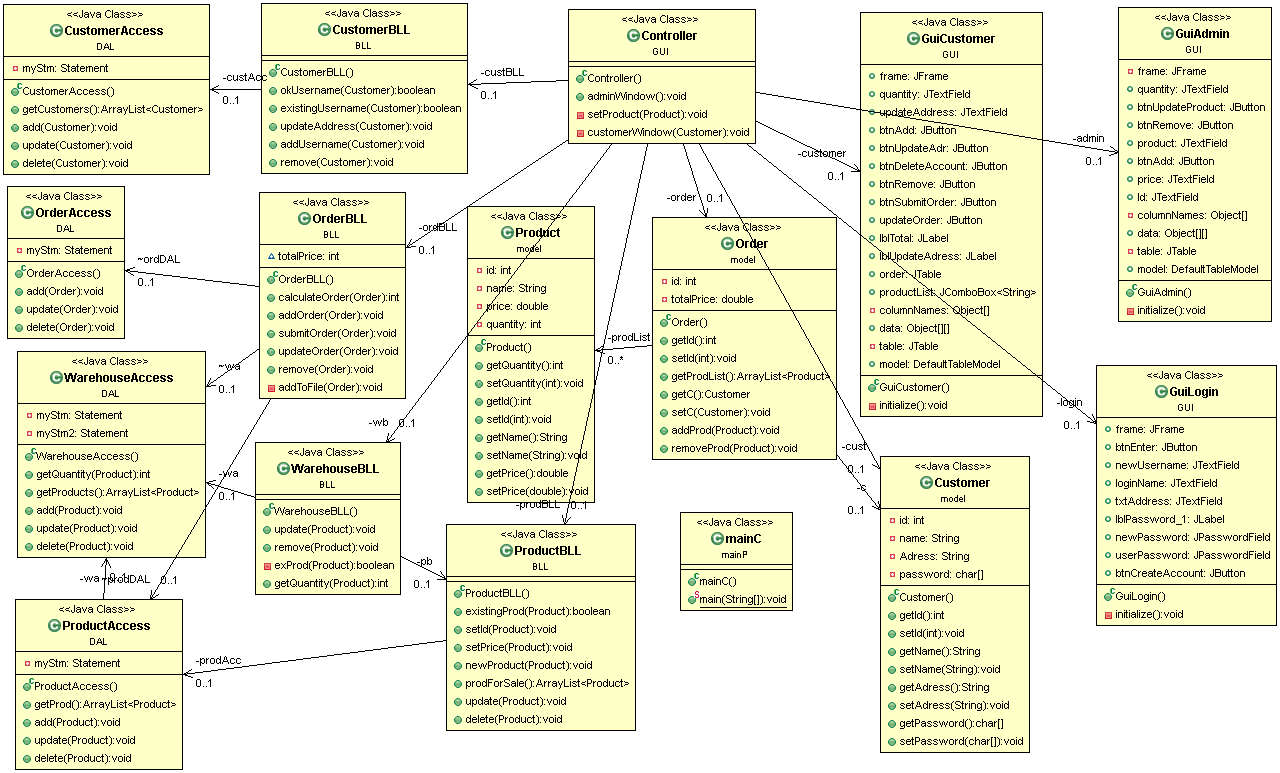 <<Java Class>>
CustomerAccess
DAL
myStm: Statement
CustomerAccess()
getCustomers():ArrayList<Customer>
add(Customer):void
update(Customer):void
delete(Customer):void
-custAcc
0..1
<<Java Class>>
CustomerBLL
BLL
CustomerBLL()
okUsername(Customer):boolean
existingUsername(Customer):boolean
updateAddress(Customer):void
addUsername(Customer):void
remove(Customer):void
-custBLL
0..1
<<Java Class>>
Controller
GUI
Controller()
adminWindow():void
setProduct(Product):void
customerWindow(Customer):void
-customer
0..1
<<Java Class>>
GuiCustomer
GUI
frame: JFrame
quantity: JTextField
updateAddress: JTextField
btnAdd: JButton
btnUpdateAdr: JButton
btnDeleteAccount: JButton
btnRemove: JButton
btnSubmitOrder: JButton
updateOrder: JButton
lblTotal: JLabel
lblUpdateAdress: JLabel
order: JTable
productList: JComboBox<String>
columnNames: Object[]
data: Object[][]
table: JTable
model: DefaultTableModel
GuiCustomer()
initialize():void
-admin
0..1
<<Java Class>>
GuiAdmin
GUI
frame: JFrame
quantity: JTextField
btnUpdateProduct: JButton
btnRemove: JButton
product: JTextField
btnAdd: JButton
price: JTextField
Id: JTextField
columnNames: Object[]
data: Object[][]
table: JTable
model: DefaultTableModel
GuiAdmin()
initialize():void
<<Java Class>>
OrderAccess
DAL
myStm: Statement
OrderAccess()
add(Order):void
update(Order):void
delete(Order):void
~ordDAL
0..1
<<Java Class>>
OrderBLL
BLL
totalPrice: int
OrderBLL()
calculateOrder(Order):int
addOrder(Order):void
submitOrder(Order):void
updateOrder(Order):void
remove(Order):void
addToFile(Order):void
-ordBLL
0..1
<<Java Class>>
Product
model
id: int
name: String
price: double
quantity: int
Product()
getQuantity():int
setQuantity(int):void
getId():int
setId(int):void
getName():String
setName(String):void
getPrice():double
setPrice(double):void
-prodList
0..*
-order
0..1
<<Java Class>>
Order
model
id: int
totalPrice: double
Order()
getId():int
setId(int):void
getProdList():ArrayList<Product>
getC():Customer
setC(Customer):void
addProd(Product):void
removeProd(Product):void
<<Java Class>>
WarehouseAccess
DAL
myStm: Statement
myStm2: Statement
WarehouseAccess()
getQuantity(Product):int
getProducts():ArrayList<Product>
add(Product):void
update(Product):void
delete(Product):void
~wa
0..1
-wa
0..1
-wb
0..1
<<Java Class>>
WarehouseBLL
BLL
WarehouseBLL()
update(Product):void
remove(Product):void
exProd(Product):boolean
getQuantity(Product):int
-pb
0..1
-prodBLL
0..1
<<Java Class>>
ProductBLL
BLL
ProductBLL()
existingProd(Product):boolean
setId(Product):void
setPrice(Product):void
newProduct(Product):void
prodForSale():ArrayList<Product>
update(Product):void
delete(Product):void
<<Java Class>>
mainC
mainP
mainC()
main(String[]):void
-cust
0..1
-c
0..1
<<Java Class>>
Customer
model
id: int
name: String
Adress: String
password: char[]
Customer()
getId():int
setId(int):void
getName():String
setName(String):void
getAdress():String
setAdress(String):void
getPassword():char[]
setPassword(char[]):void
-login
0..1
<<Java Class>>
GuiLogin
GUI
frame: JFrame
btnEnter: JButton
newUsername: JTextField
loginName: JTextField
txtAddress: JTextField
lblPassword_1: JLabel
newPassword: JPasswordField
userPassword: JPasswordField
btnCreateAccount: JButton
GuiLogin()
initialize():void
-wa
0..1
~prodDAL
0..1
<<Java Class>>
ProductAccess
DAL
myStm: Statement
ProductAccess()
getProd():ArrayList<Product>
add(Product):void
update(Product):void
delete(Product):void
-prodAcc
0..1